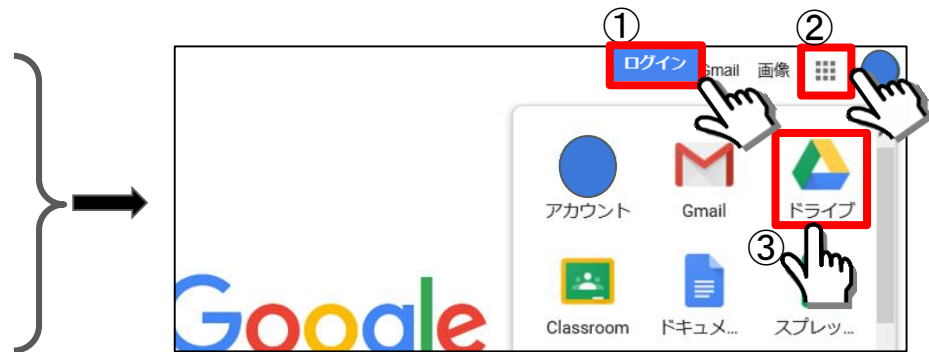 ① ②
ログイン Gmail 画像
アカウント Gmail ドライブ
③
Google
Classroom ドキュメ... スプレッ...